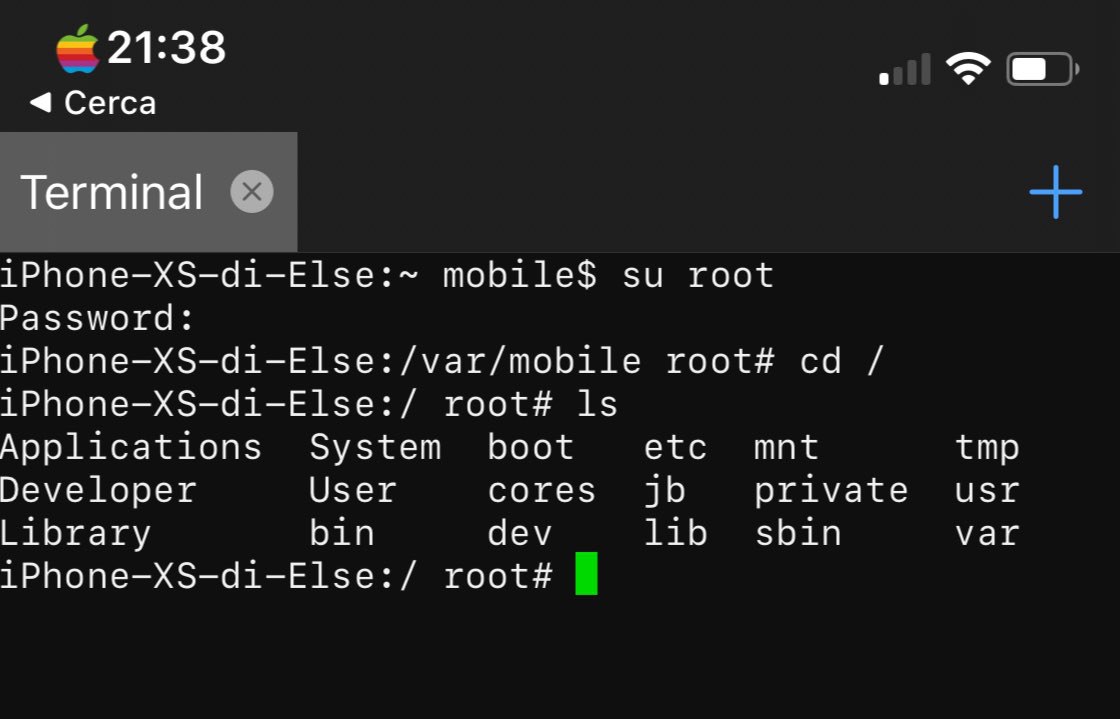 21:38
◀ Cerca
Terminal
iPhone-XS-di-Else:~ mobile$ su root
Password:
iPhone-XS-di-Else:/var/mobile root# cd /
iPhone-XS-di-Else:/ root# ls
Applications  System  boot   etc  mnt      tmp
Developer     User    cores  jb   private  usr
Library       bin     dev    lib  sbin     var
iPhone-XS-di-Else:/ root#